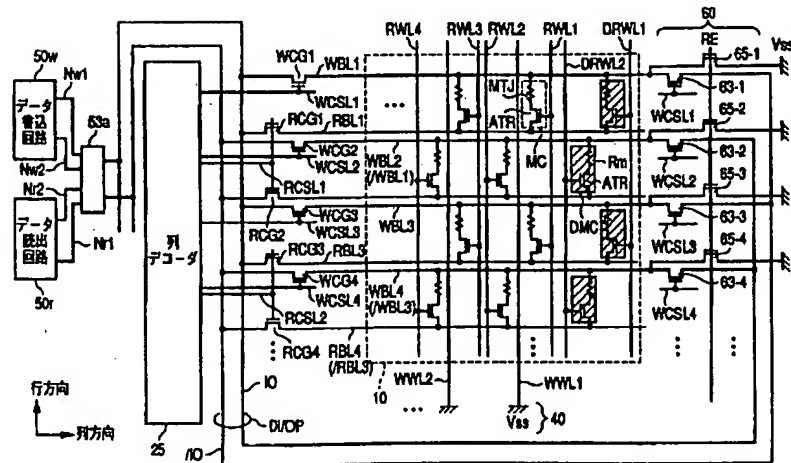 RWL4 RWL3 RWL2 RWL1 DRWL1
60
RE
Vss
50w
Nw1
WCG1 WBL1
DRWL2
65-1
データ
書込
回路
53a
WCSL1
MTJ
63-1
WCSL1
65-2
RCG1 RBL1
ATR
MC
Nw2
WCG2
WCSL2
WBL2
(/WBL1)
Rm
ATR
63-2
WCSL2
65-3
Nr2
RCSL1
DMC
データ
読出
回路
Nr1
列
デコーダ
RCG2
WCG3
WCSL3
WBL3
63-3
WCSL3
65-4
50r
RCG3 RBL3
WCG4
WCSL4
WBL4
(/WBL3)
63-4
WCSL4
RCSL2
RCG4
RBL4
(/RBL3)
IO
10
WWL2
WWL1
行方向
列方向
25
DI/OP
/IO
Vss
40